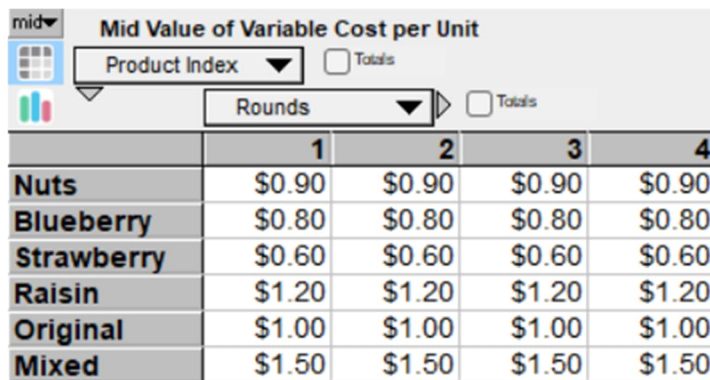 mid Mid Value of Variable Cost per Unit
Product Index Totals
Rounds Totals
1 2 3 4
Nuts $0.90 $0.90 $0.90 $0.90
Blueberry $0.80 $0.80 $0.80 $0.80
Strawberry $0.60 $0.60 $0.60 $0.60
Raisin $1.20 $1.20 $1.20 $1.20
Original $1.00 $1.00 $1.00 $1.00
Mixed $1.50 $1.50 $1.50 $1.50